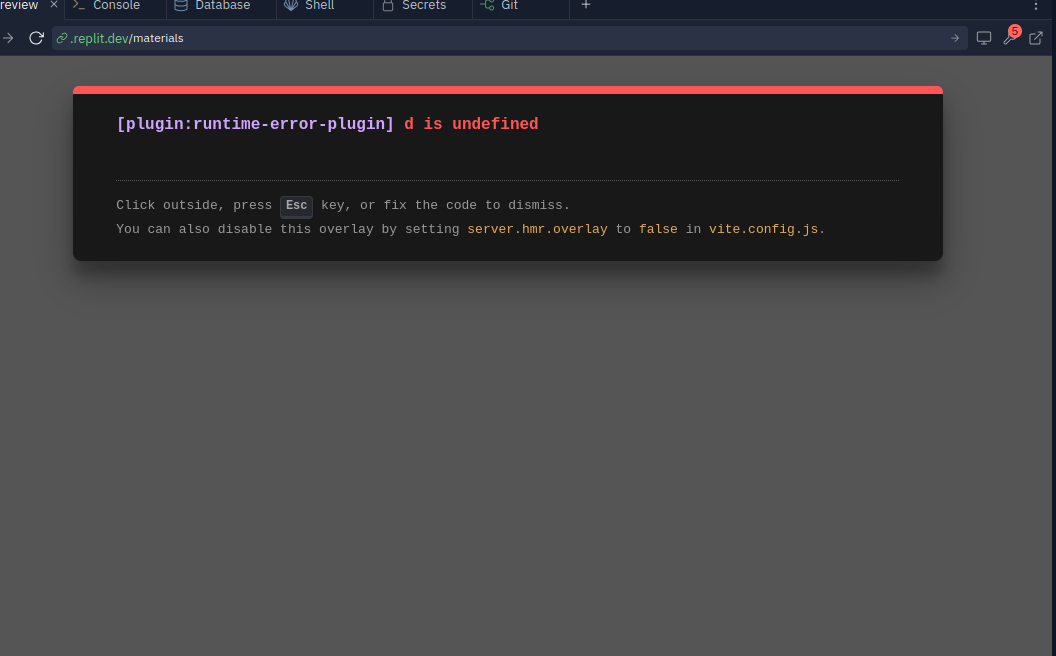 review × Console Database Shell Secrets Git +
.replit.dev/materials
5
[plugin:runtime-error-plugin] d is undefined
Click outside, press Esc key, or fix the code to dismiss.
You can also disable this overlay by setting server.hmr.overlay to false in vite.config.js.